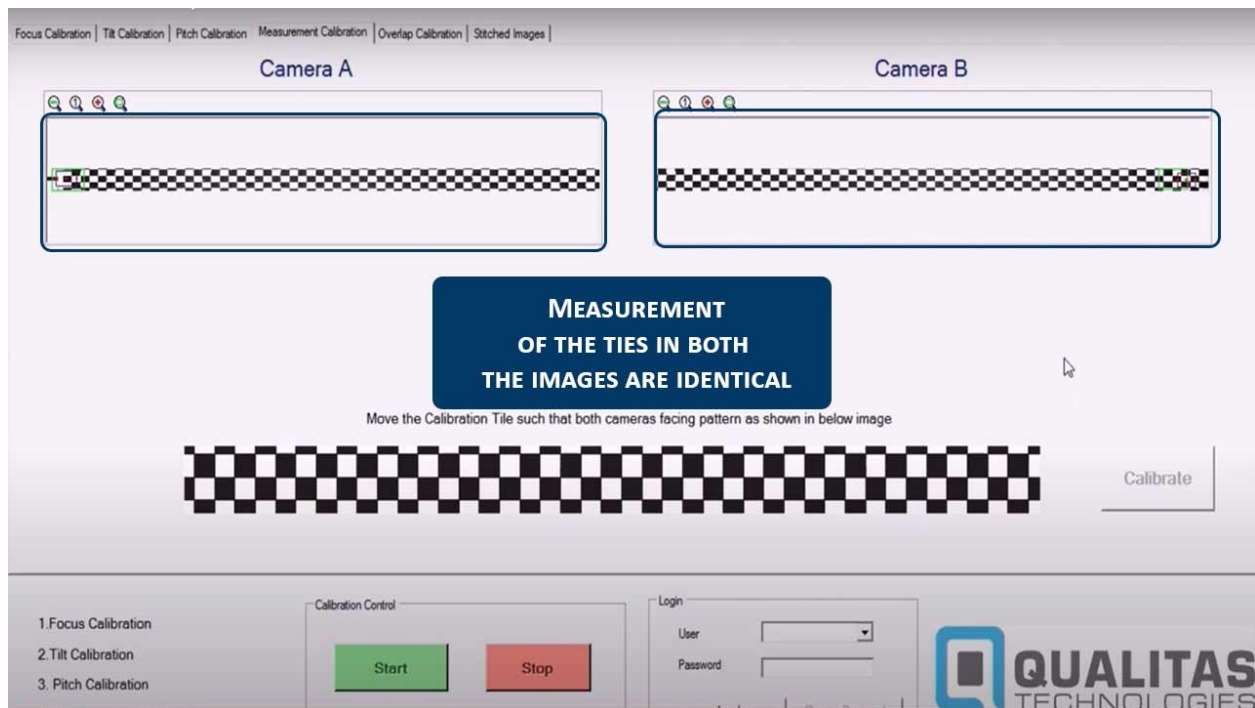 Focus Calibration | Tilt Calibration | Pitch Calibration Measurement Calibration | Overlap Calibration | Stitched Images |
Camera A
Camera B
MEASUREMENT
OF THE TIES IN BOTH
THE IMAGES ARE IDENTICAL
Move the Calibration Tile such that both cameras facing pattern as shown in below image
Calibrate
1.Focus Calibration
2.Tilt Calibration
3. Pitch Calibration
Calibration Control
Start
Stop
Login
User
Password
QUALITAS
TECHNOLOGIES